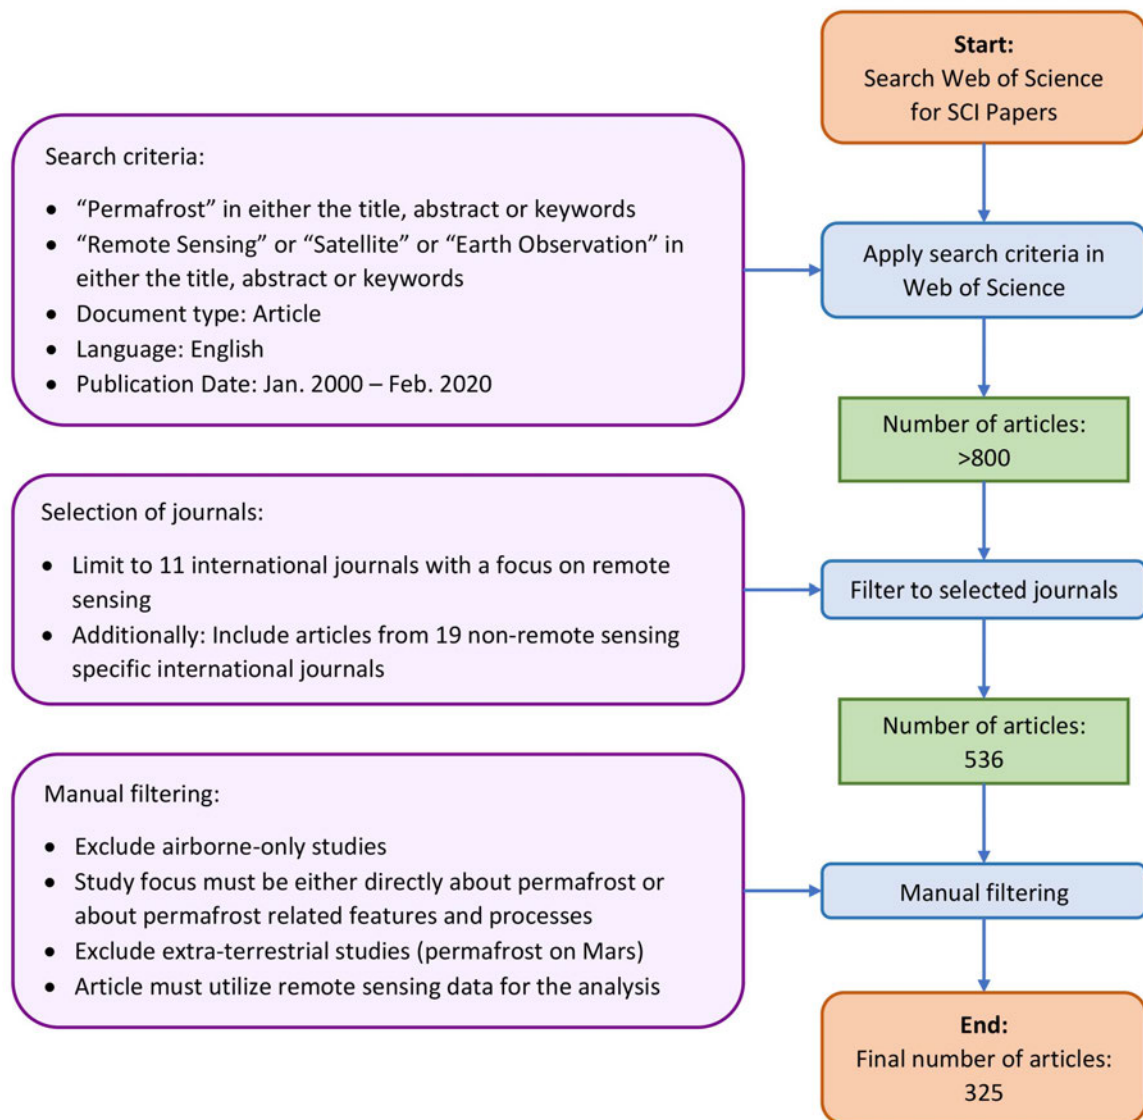 Start:
Search Web of Science
for SCI Papers
Search criteria:
• “Permafrost” in either the title, abstract or keywords
• “Remote Sensing” or “Satellite” or “Earth Observation” in
either the title, abstract or keywords
• Document type: Article
• Language: English
• Publication Date: Jan. 2000 – Feb. 2020
Apply search criteria in
Web of Science
Number of articles:
>800
Selection of journals:
• Limit to 11 international journals with a focus on remote
sensing
• Additionally: Include articles from 19 non-remote sensing
specific international journals
Filter to selected journals
Number of articles:
536
Manual filtering:
• Exclude airborne-only studies
• Study focus must be either directly about permafrost or
about permafrost related features and processes
• Exclude extra-terrestrial studies (permafrost on Mars)
• Article must utilize remote sensing data for the analysis
Manual filtering
End:
Final number of articles:
325